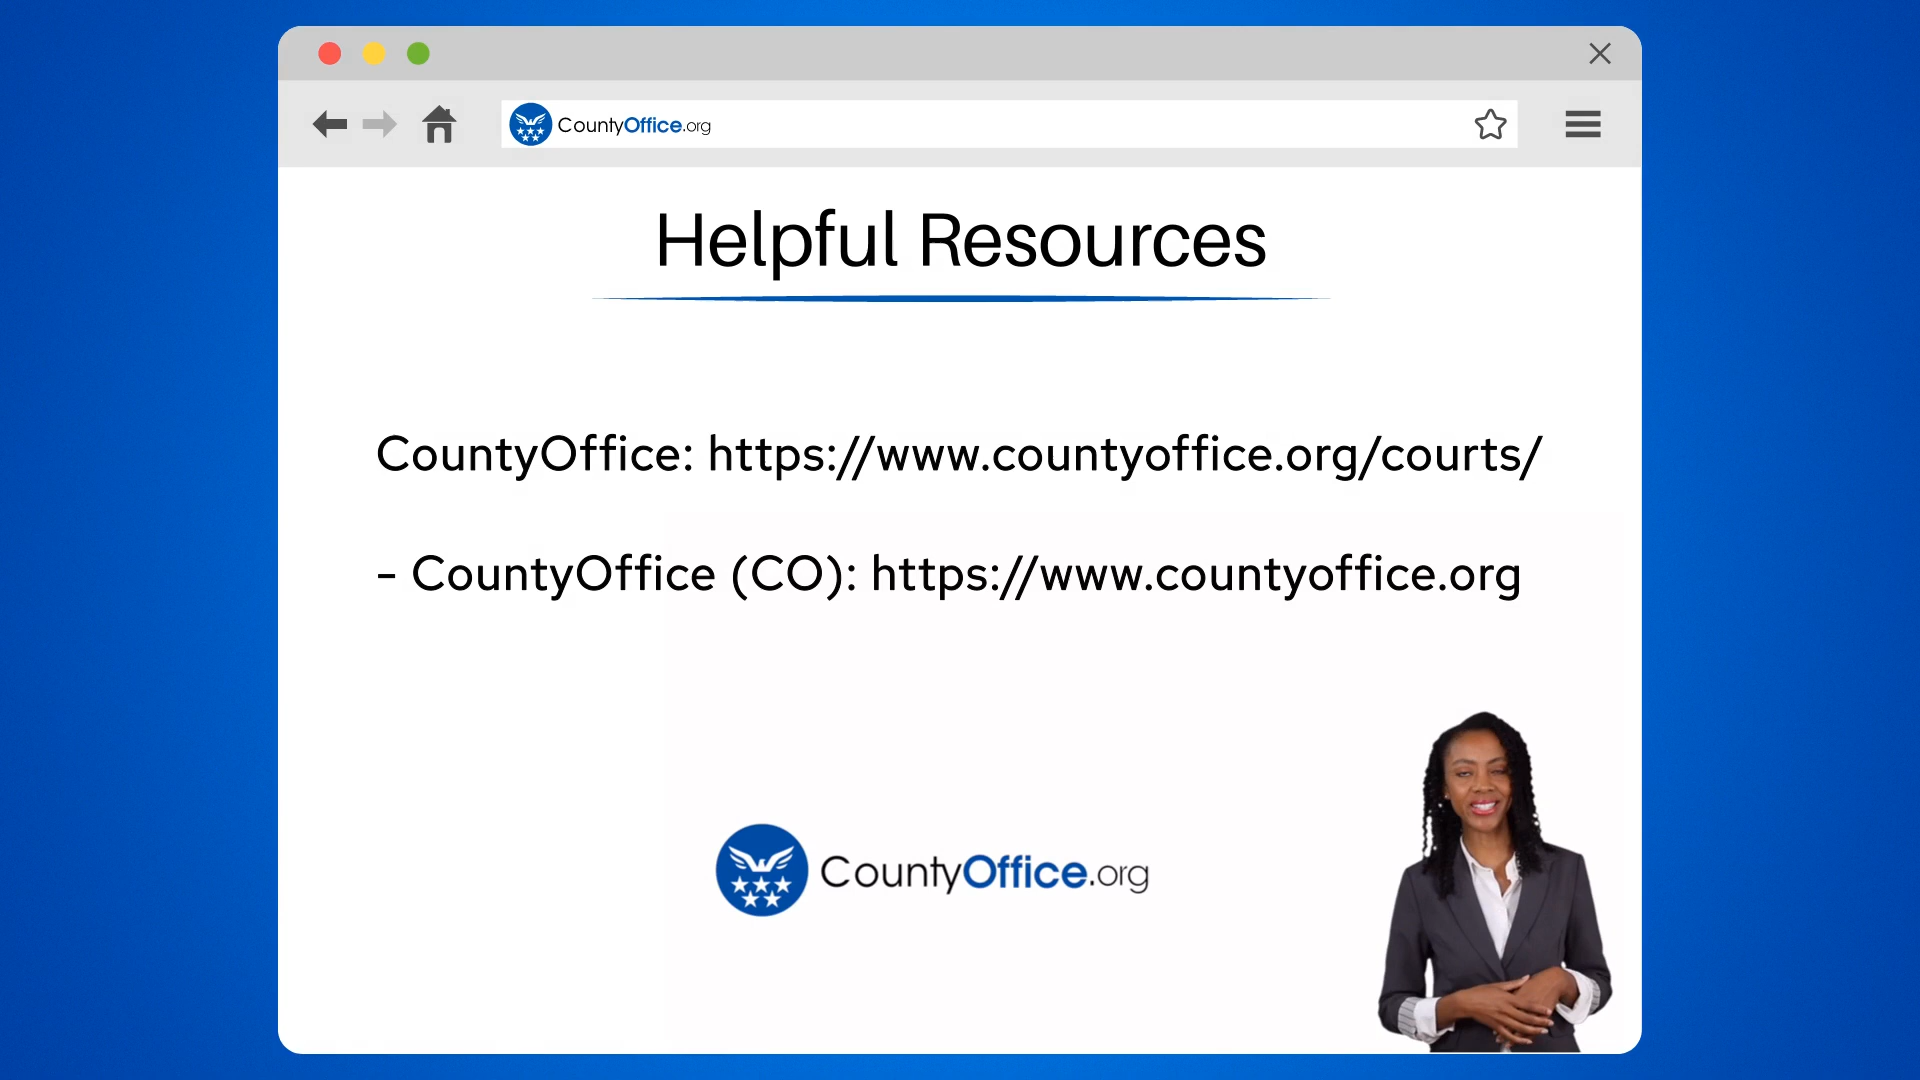 CountyOffice.org
Helpful Resources
CountyOffice: https://www.countyoffice.org/courts/
- CountyOffice (CO): https://www.countyoffice.org
CountyOffice.org